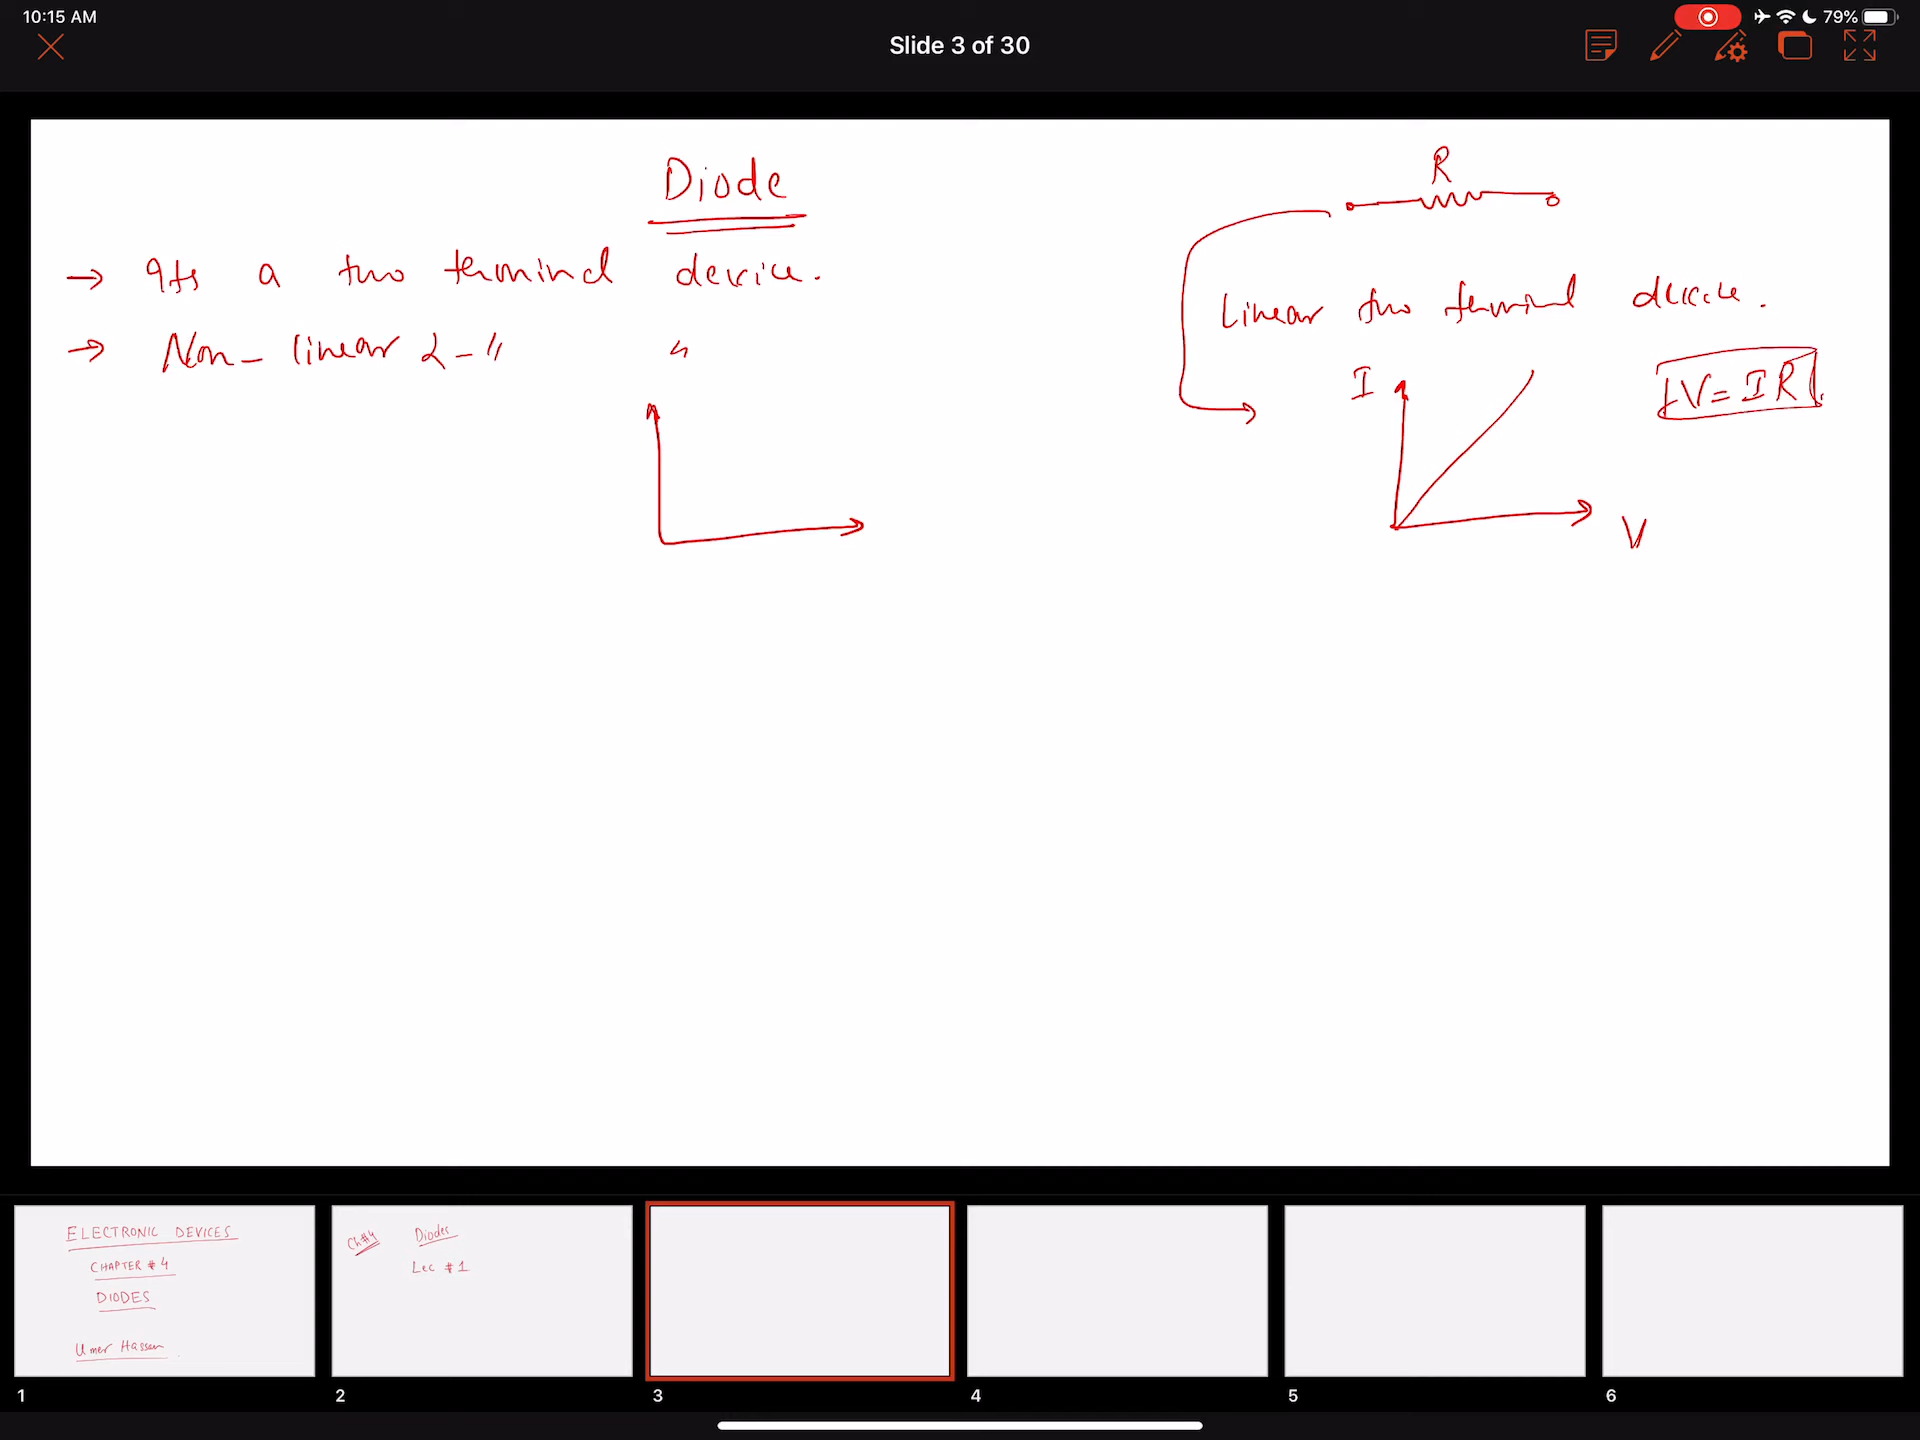 10:15 AM
79%
Slide 3 of 30
Diode
→ Its a two terminal device.
→ Non-linear 2-〃 〃
R
Linear two terminal device.
I
V = IR
V
ELECTRONIC DEVICES
CHAPTER # 4
DIODES
Umer Hassan
Ch#4 Diodes
Lec #1
1
2
3
4
5
6